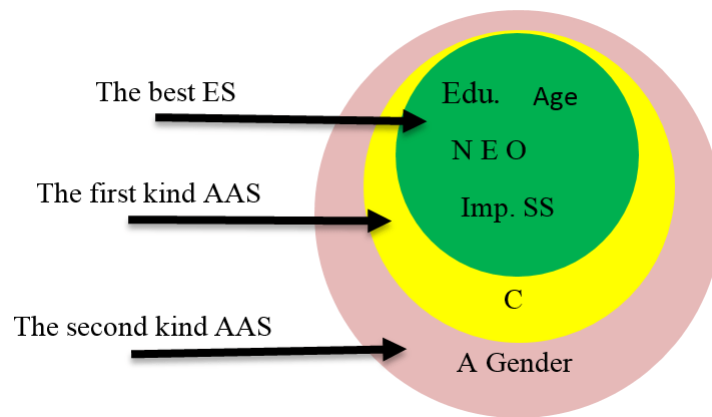 The best ES
Edu. Age
N E O
The first kind AAS
Imp. SS
C
The second kind AAS
A Gender